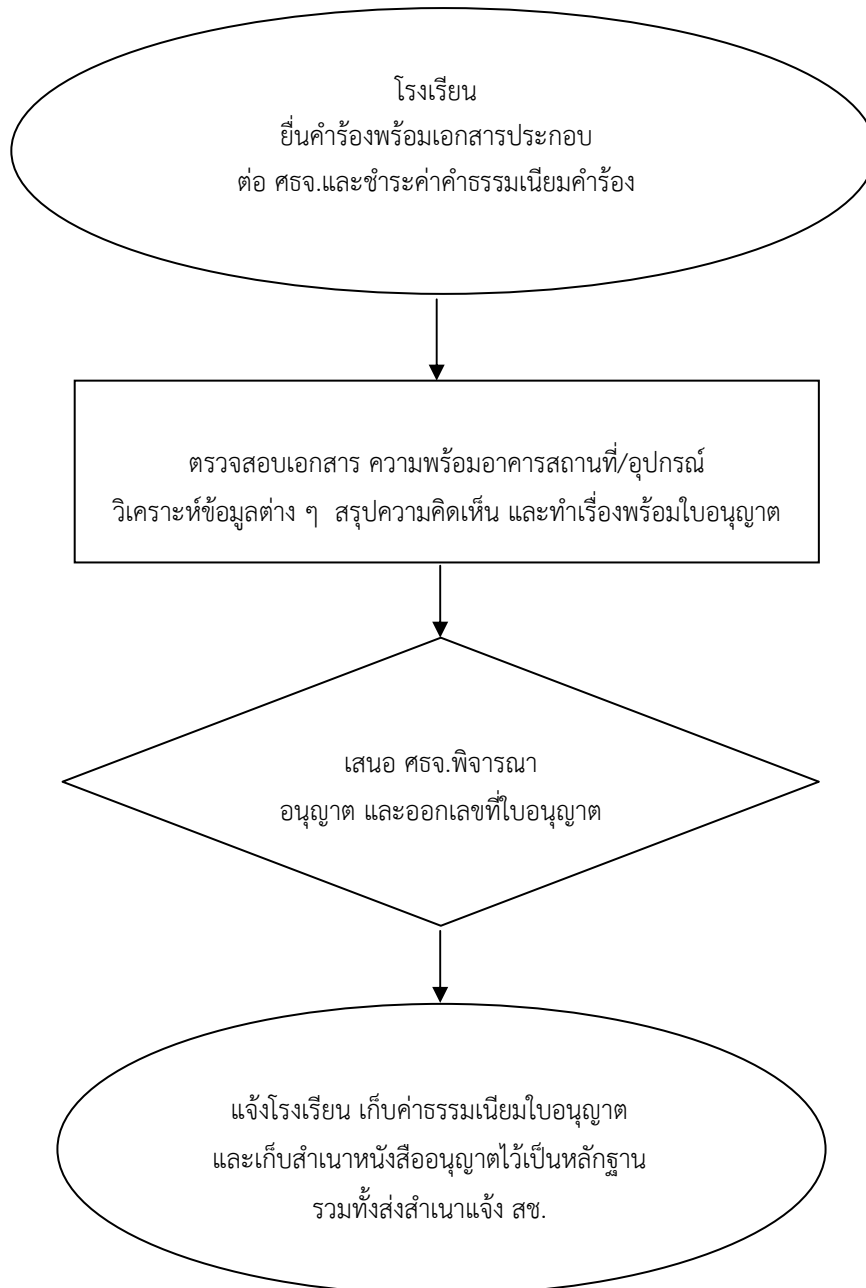 โรงเรียน
ยื่นคำร้องพร้อมเอกสารประกอบ
ต่อ ศธจ.และชำระค่าคำธรรมเนียมคำร้อง
ตรวจสอบเอกสาร ความพร้อมอาคารสถานที่/อุปกรณ์
วิเคราะห์ข้อมูลต่าง ๆ สรุปความคิดเห็น และทำเรื่องพร้อมใบอนุญาต
เสนอ ศธจ.พิจารณา
อนุญาต และออกเลขที่ใบอนุญาต
แจ้งโรงเรียน เก็บค่าธรรมเนียมใบอนุญาต
และเก็บสำเนาหนังสืออนุญาตไว้เป็นหลักฐาน
รวมทั้งส่งสำเนาแจ้ง สช.